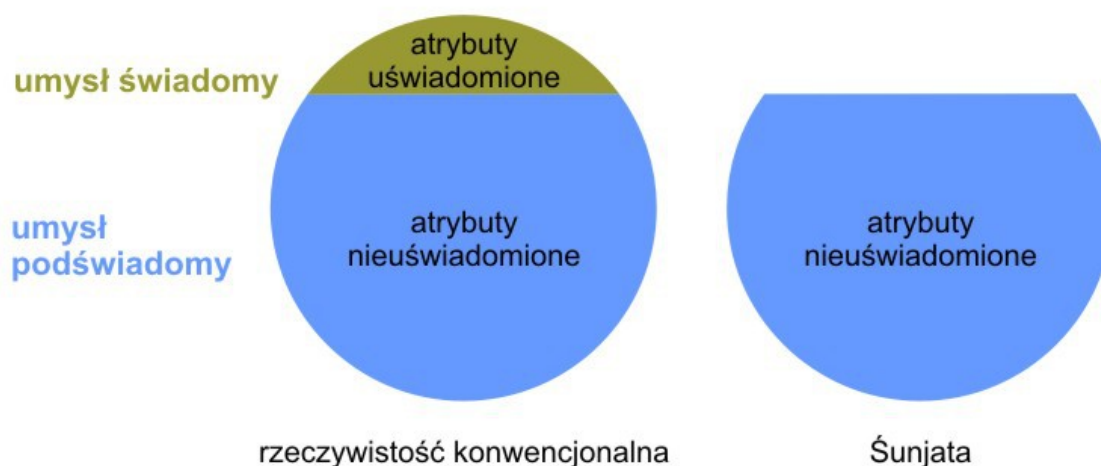 atrybuty
uświadomione
umysł świadomy
umysł
podświadomy
atrybuty
nieuświadomione
atrybuty
nieuświadomione
rzeczywistość konwencjonalna
Śunjata